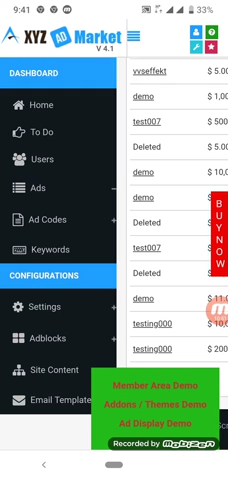 9:41
33%
XYZ AD Market
V 4.1
DASHBOARD
Home
To Do
Users
Ads
Ad Codes
Keywords
CONFIGURATIONS
Settings
Adblocks
Site Content
Email Template
vvseffekt $ 5.00
demo $ 1,00
test007 $ 500
Deleted $ 5.00
demo $ 10,0
demo $
Deleted $
test007 $
Deleted $
demo $ 11,0
testing000 $ 10,0
testing000 $ 200
BUY NOW
Member Area Demo
Addons / Themes Demo
Ad Display Demo
Recorded by MOBIZEN